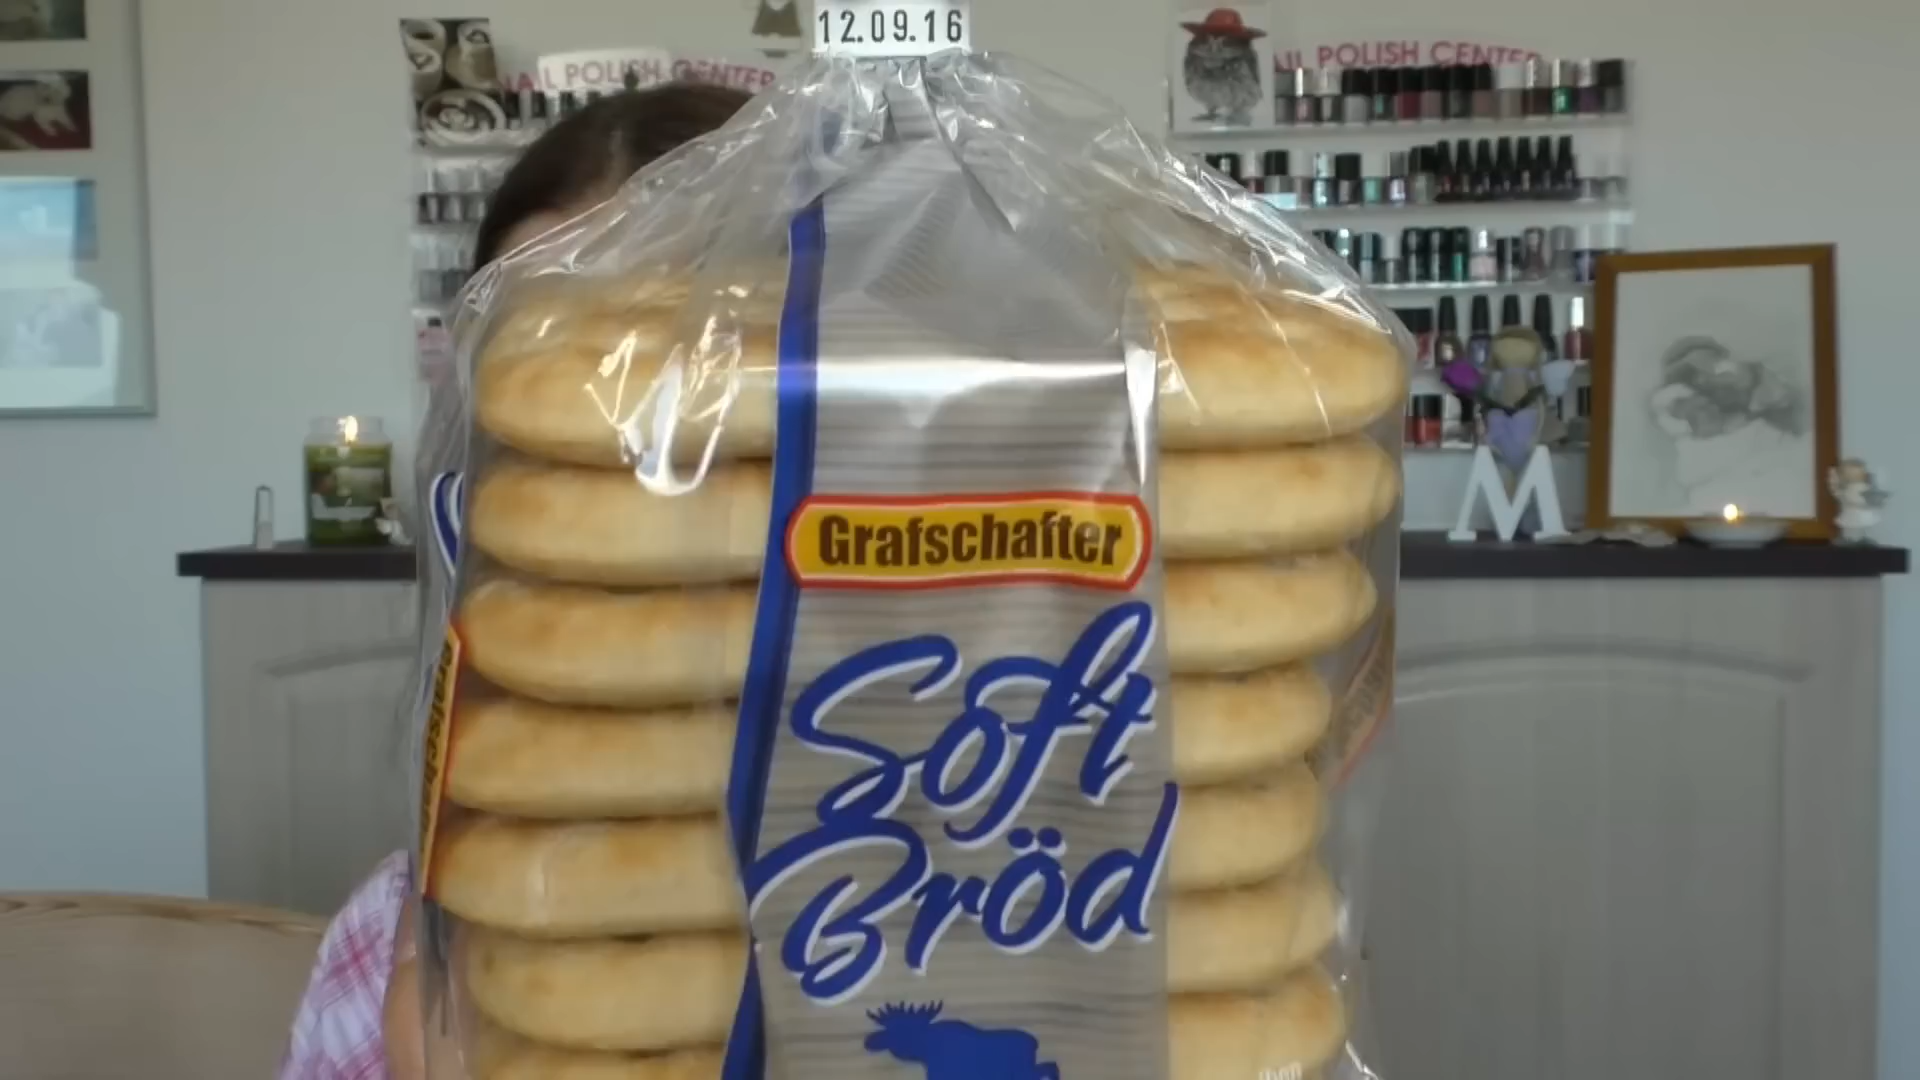 12.09.16
NAIL POLISH CENTER
NAIL POLISH CENTER
Grafschafter
Soft
Bröd
M